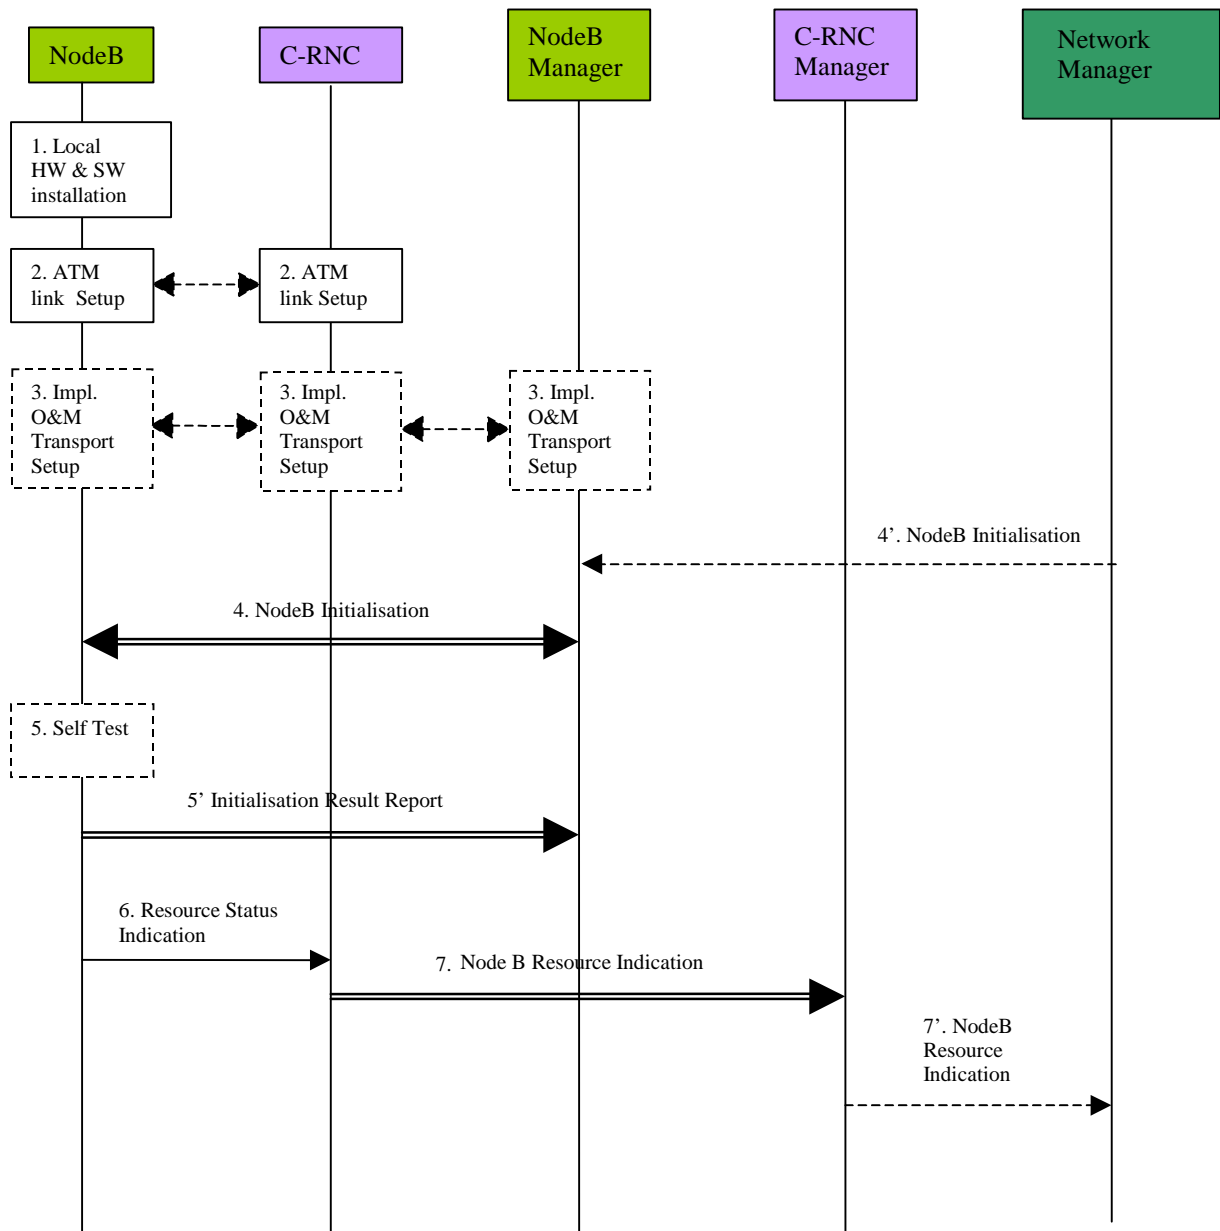 NodeB
C-RNC
NodeB
Manager
C-RNC
Manager
Network
Manager
1. Local
HW & SW
installation
2. ATM
link Setup
2. ATM
link Setup
3. Impl.
O&M
Transport
Setup
3. Impl.
O&M
Transport
Setup
3. Impl.
O&M
Transport
Setup
4’. NodeB Initialisation
4. NodeB Initialisation
5. Self Test
5’ Initialisation Result Report
6. Resource Status
Indication
7. Node B Resource Indication
7’. NodeB
Resource
Indication